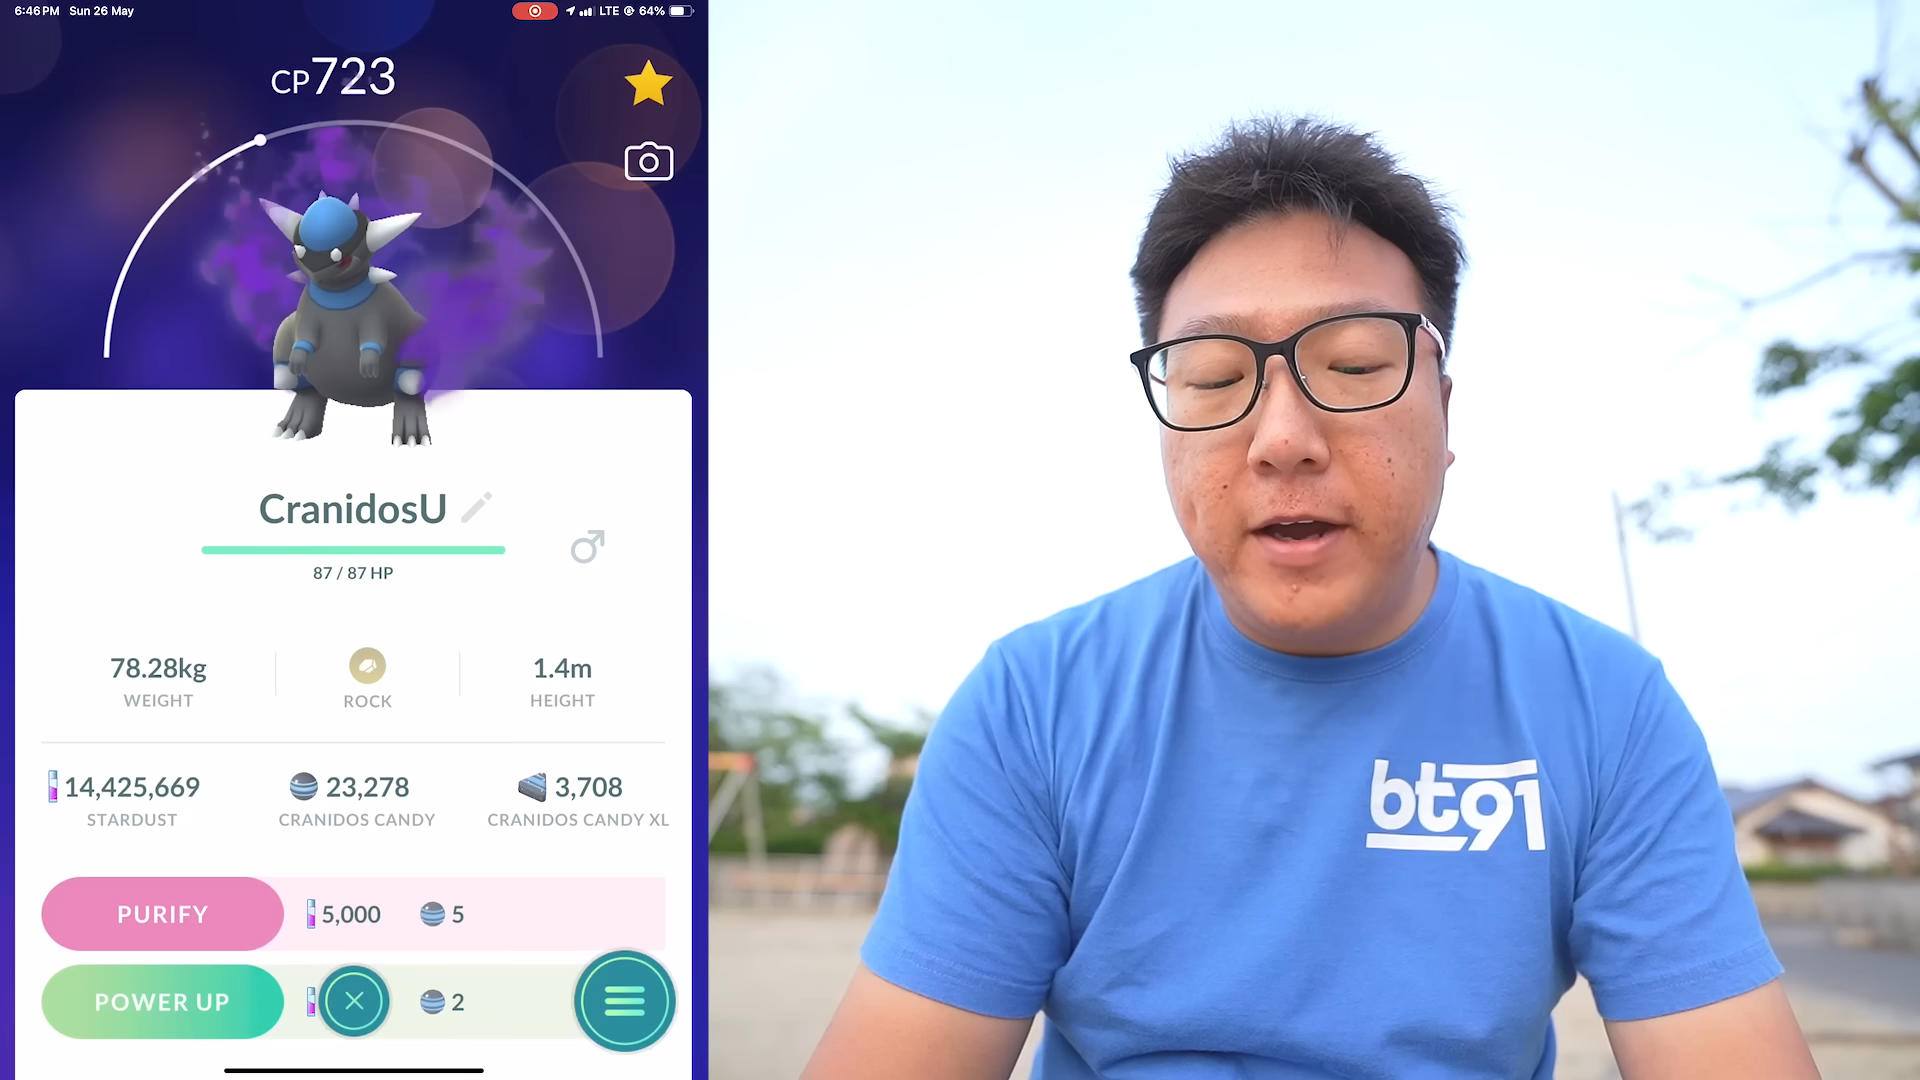 6:46 PM Sun 26 May
LTE 64%
CP723
CranidosU
87 / 87 HP
78.28kg
WEIGHT
ROCK
1.4m
HEIGHT
14,425,669
STARDUST
23,278
CRANIDOS CANDY
3,708
CRANIDOS CANDY XL
PURIFY 5,000 5
POWER UP 2
bt91